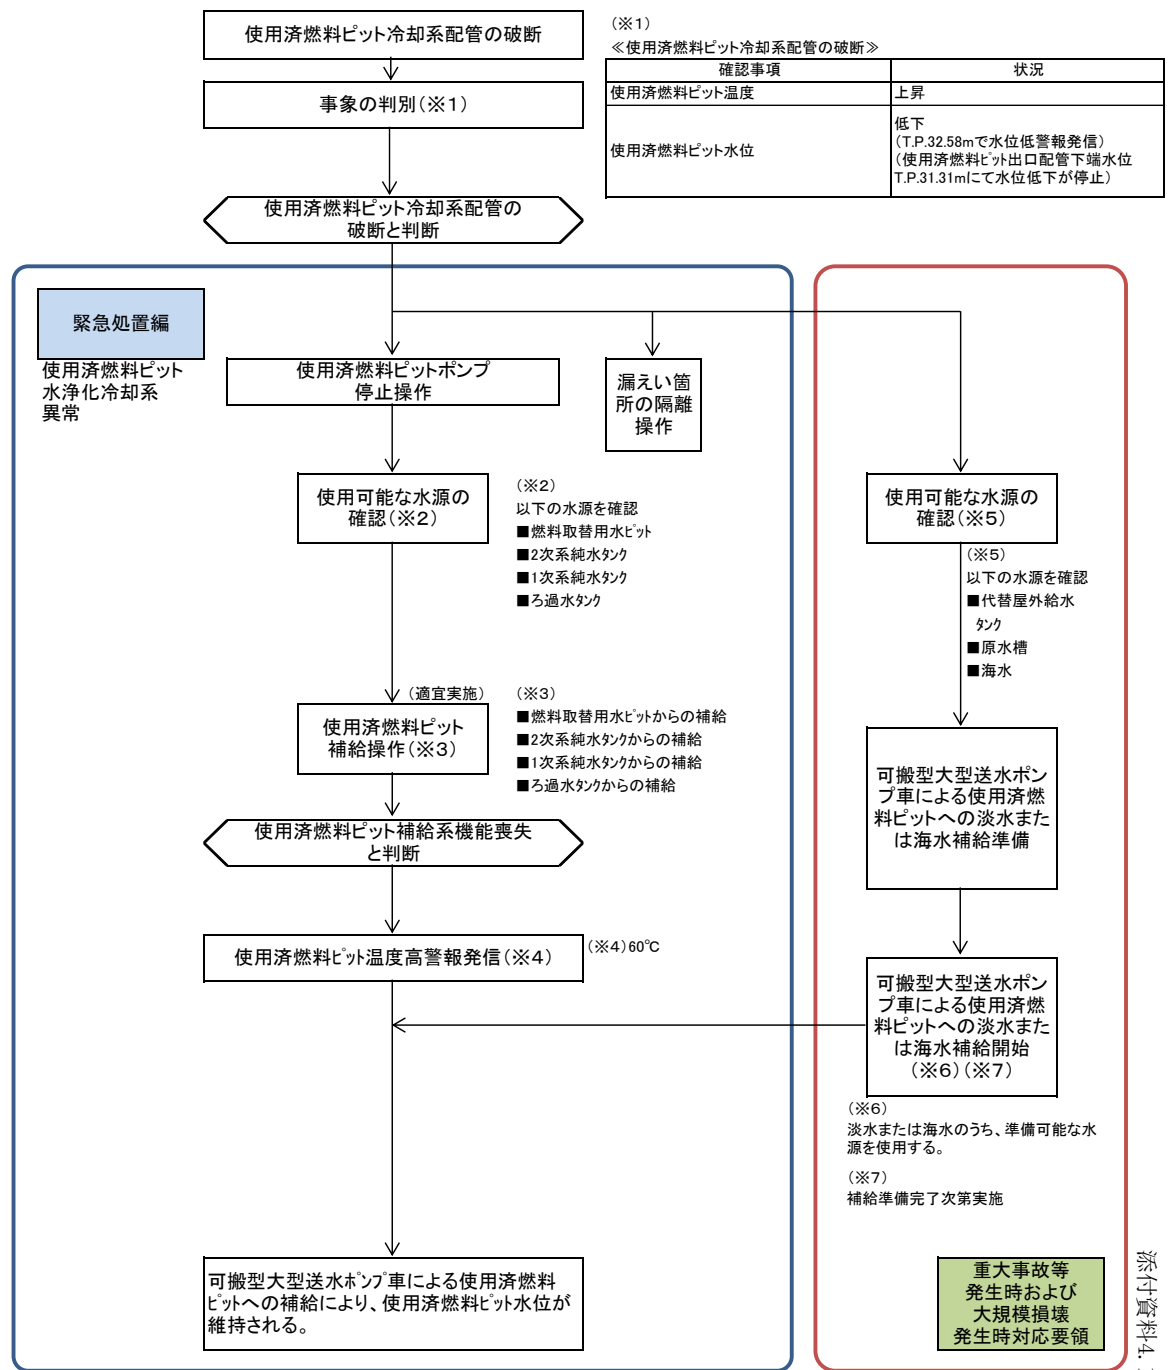 使用済燃料ピット冷却系配管の破断
事象の判別(※1)
使用済燃料ピット冷却系配管の
破断と判断
(※1)
≪使用済燃料ピット冷却系配管の破断≫
確認事項 状況
使用済燃料ピット温度 上昇
使用済燃料ピット水位
低下
(T.P.32.58mで水位低警報発信)
(使用済燃料ピット出口配管下端水位
T.P.31.31mにて水位低下が停止)
緊急処置編
使用済燃料ピット
水浄化冷却系
異常
使用済燃料ピットポンプ
停止操作
漏えい箇
所の隔離
操作
使用可能な水源の
確認(※2)
(※2)
以下の水源を確認
■燃料取替用水ピット
■2次系純水タンク
■1次系純水タンク
■ろ過水タンク
(適宜実施)
使用済燃料ピット
補給操作(※3)
(※3)
■燃料取替用水ピットからの補給
■2次系純水タンクからの補給
■1次系純水タンクからの補給
■ろ過水タンクからの補給
使用済燃料ピット補給系機能喪失
と判断
使用済燃料ピット温度高警報発信(※4)
(※4)60℃
可搬型大型送水ポンプ車による使用済燃料
ピットへの補給により、使用済燃料ピット水位が
維持される。
使用可能な水源の
確認(※5)
(※5)
以下の水源を確認
■代替屋外給水
タンク
■原水槽
■海水
可搬型大型送水ポン
プ車による使用済燃
料ピットへの淡水また
は海水補給準備
可搬型大型送水ポン
プ車による使用済燃
料ピットへの淡水また
は海水補給開始
(※6)(※7)
(※6)
淡水または海水のうち、準備可能な水
源を使用する。
(※7)
補給準備完了次第実施
重大事故等
発生時および
大規模損壊
発生時対応要領
添付資料4.